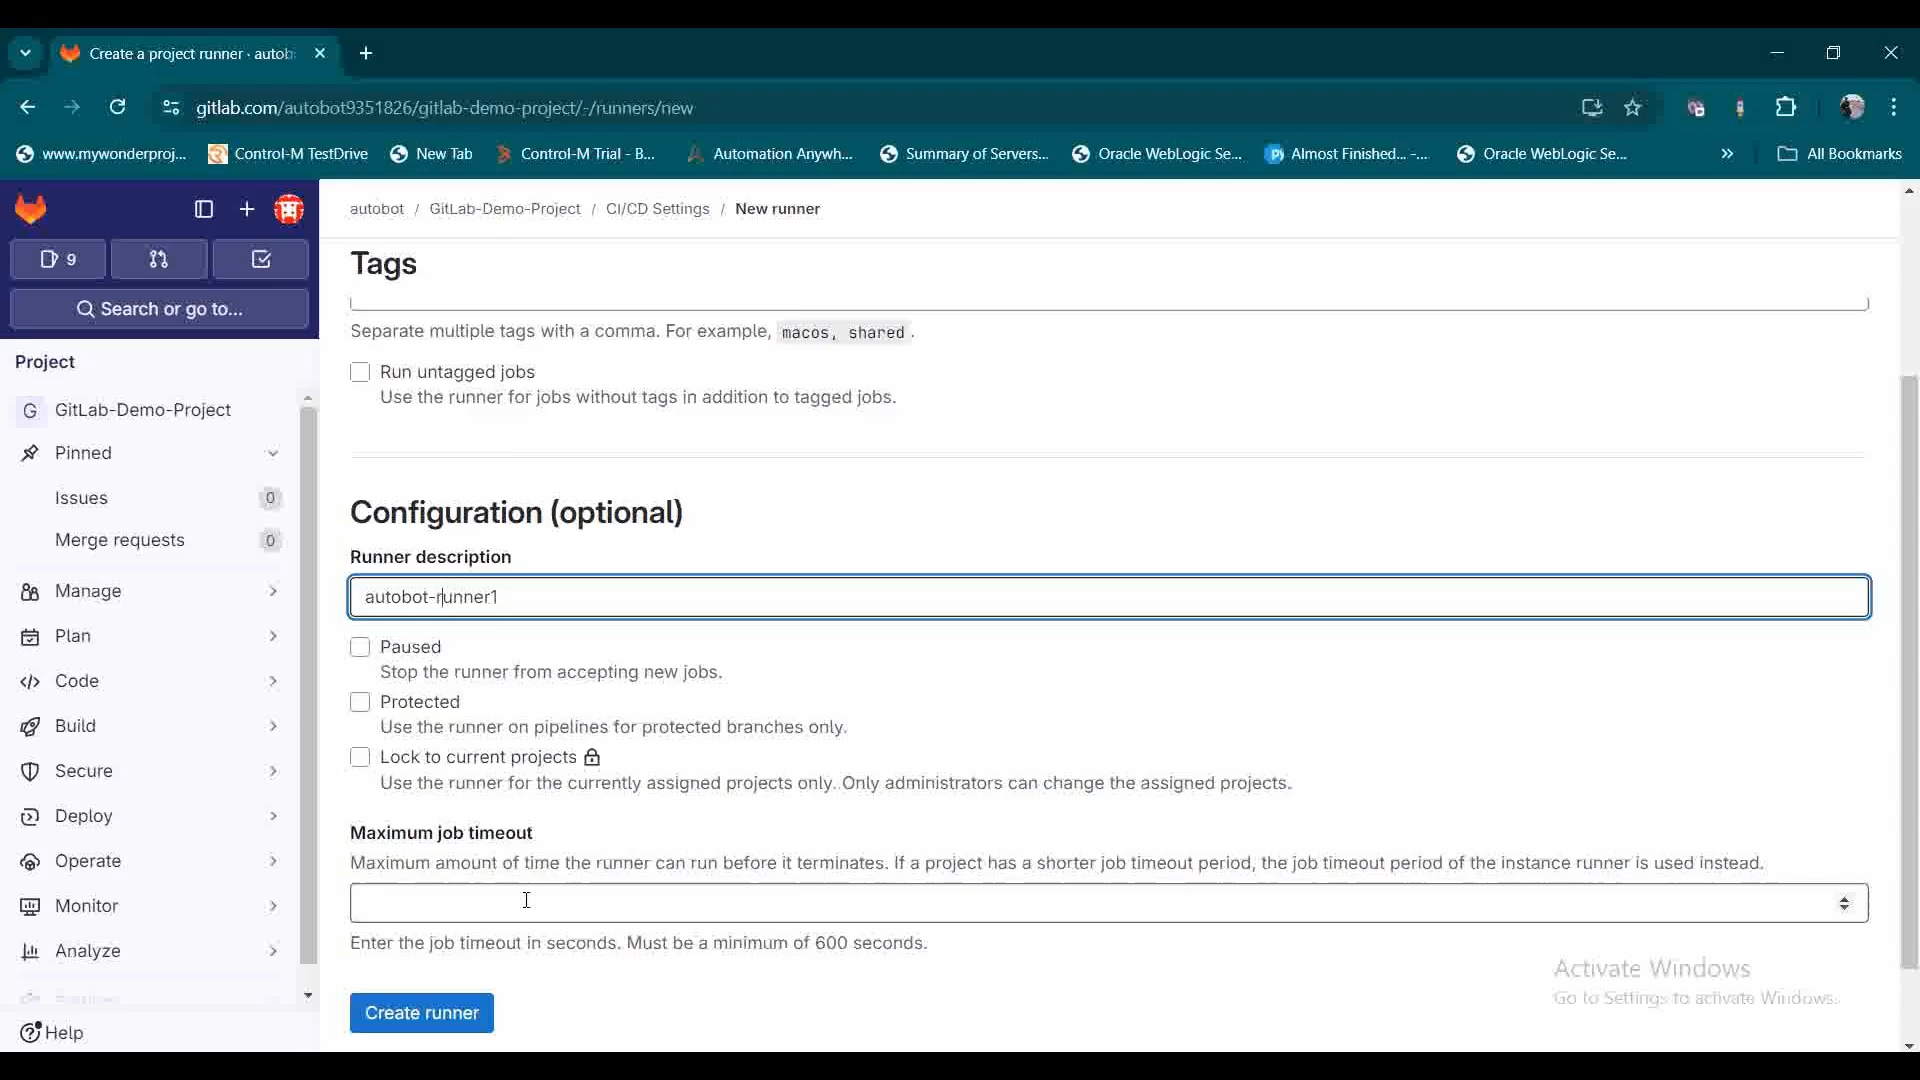 Create a project runner · autob
gitlab.com/autobot9351826/gitlab-demo-project/-/runners/new
www.mywonderproj... Control-M TestDrive New Tab Control-M Trial - B... Automation Anywh... Summary of Servers... Oracle WebLogic Se... Almost Finished... -... Oracle WebLogic Se... » All Bookmarks
autobot / GitLab-Demo-Project / CI/CD Settings / New runner
9
Search or go to...
Project
G GitLab-Demo-Project
Pinned
Issues 0
Merge requests 0
Manage
Plan
Code
Build
Secure
Deploy
Operate
Monitor
Analyze
Help
Tags
Separate multiple tags with a comma. For example, macos, shared .
Run untagged jobs
Use the runner for jobs without tags in addition to tagged jobs.
Configuration (optional)
Runner description
autobot-runner1
Paused
Stop the runner from accepting new jobs.
Protected
Use the runner on pipelines for protected branches only.
Lock to current projects
Use the runner for the currently assigned projects only. Only administrators can change the assigned projects.
Maximum job timeout
Maximum amount of time the runner can run before it terminates. If a project has a shorter job timeout period, the job timeout period of the instance runner is used instead.
Enter the job timeout in seconds. Must be a minimum of 600 seconds.
Create runner
Activate Windows
Go to Settings to activate Windows.